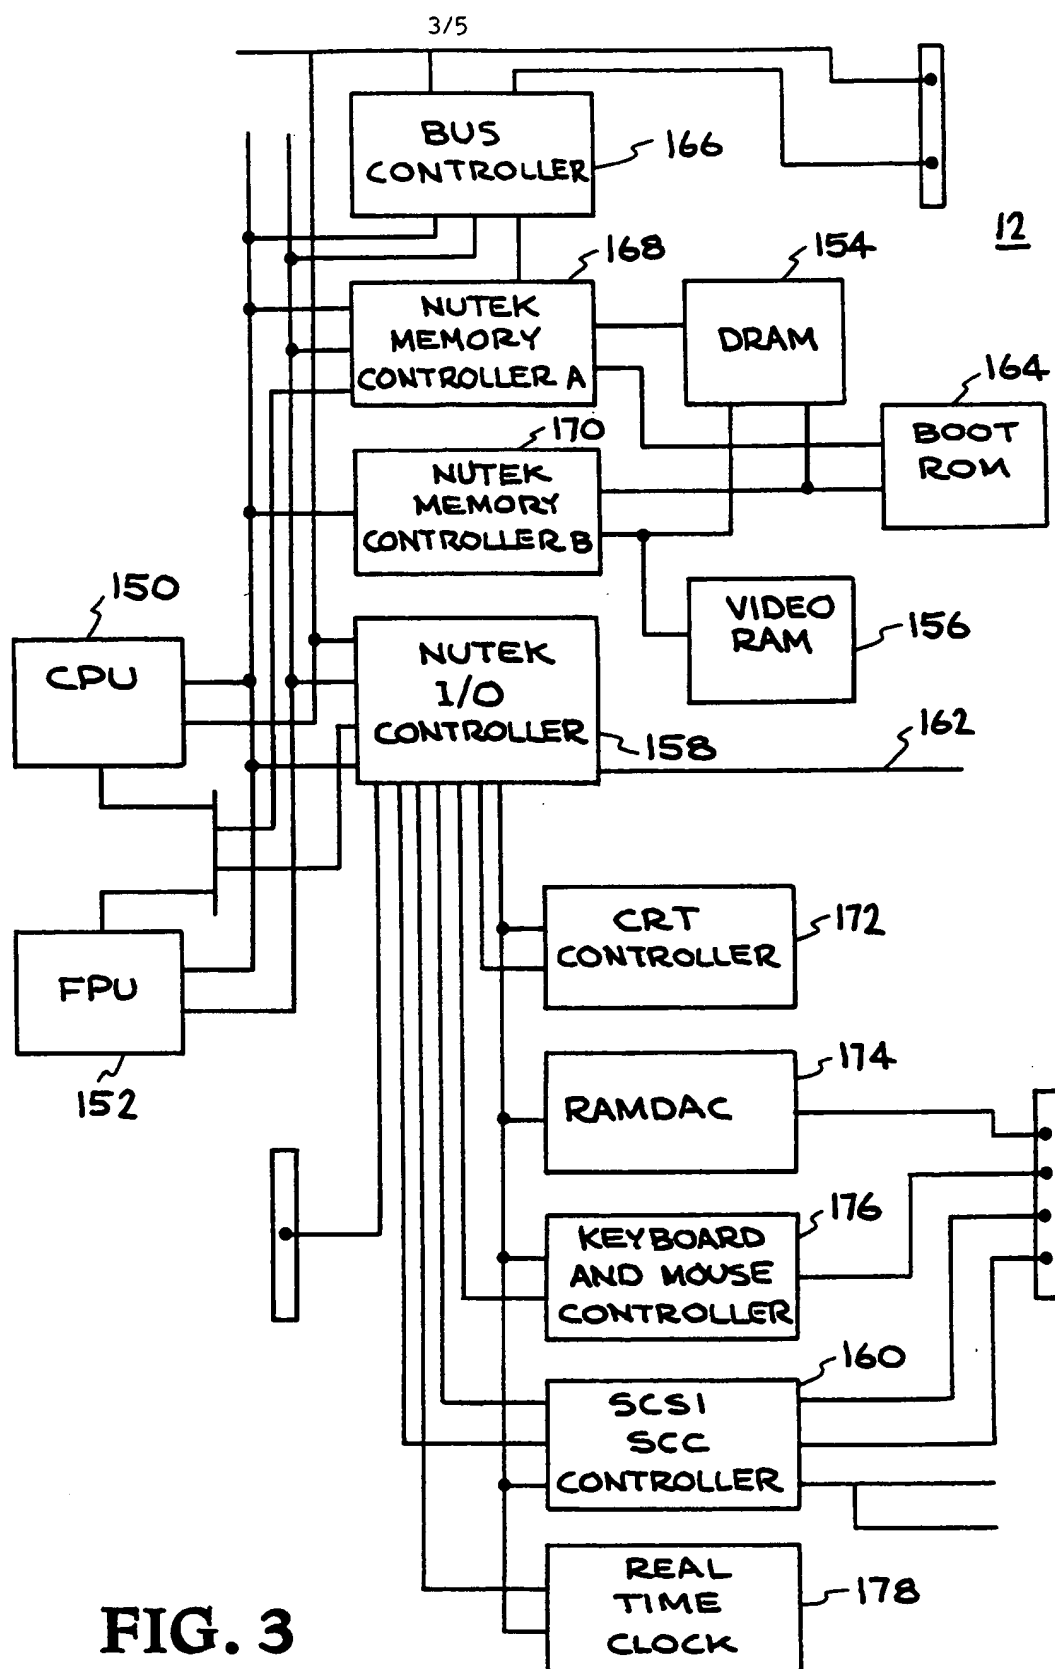 3/5
BUS
CONTROLLER
166
12
168
154
NUTEK
MEMORY
CONTROLLER A
DRAM
164
BOOT
ROM
170
NUTEK
MEMORY
CONTROLLER B
150
CPU
VIDEO
RAM
156
NUTEK
I/O
CONTROLLER
158
162
CRT
CONTROLLER
172
FPU
152
174
RAMDAC
176
KEYBOARD
AND MOUSE
CONTROLLER
160
SCSI
SCC
CONTROLLER
REAL
TIME
CLOCK
178
FIG. 3